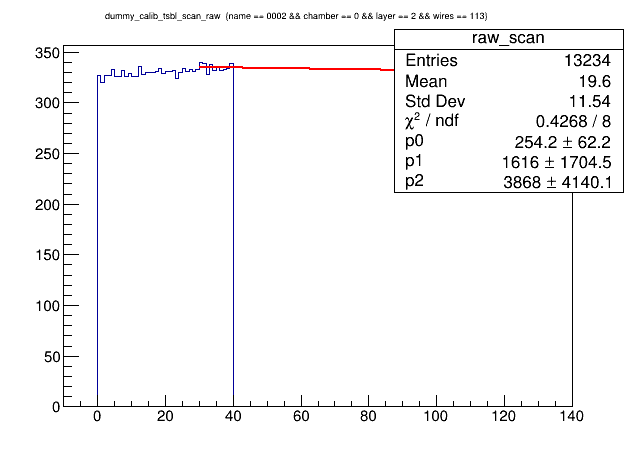 dummy_calib_tsbl_scan_raw (name == 0002 && chamber == 0 && layer == 2 && wires == 113)
raw_scan
Entries 13234
Mean 19.6
Std Dev 11.54
χ² / ndf 0.4268 / 8
p0 254.2 ± 62.2
p1 1616 ± 1704.5
p2 3868 ± 4140.1
350
300
250
200
150
100
50
0
0 20 40 60 80 100 120 140